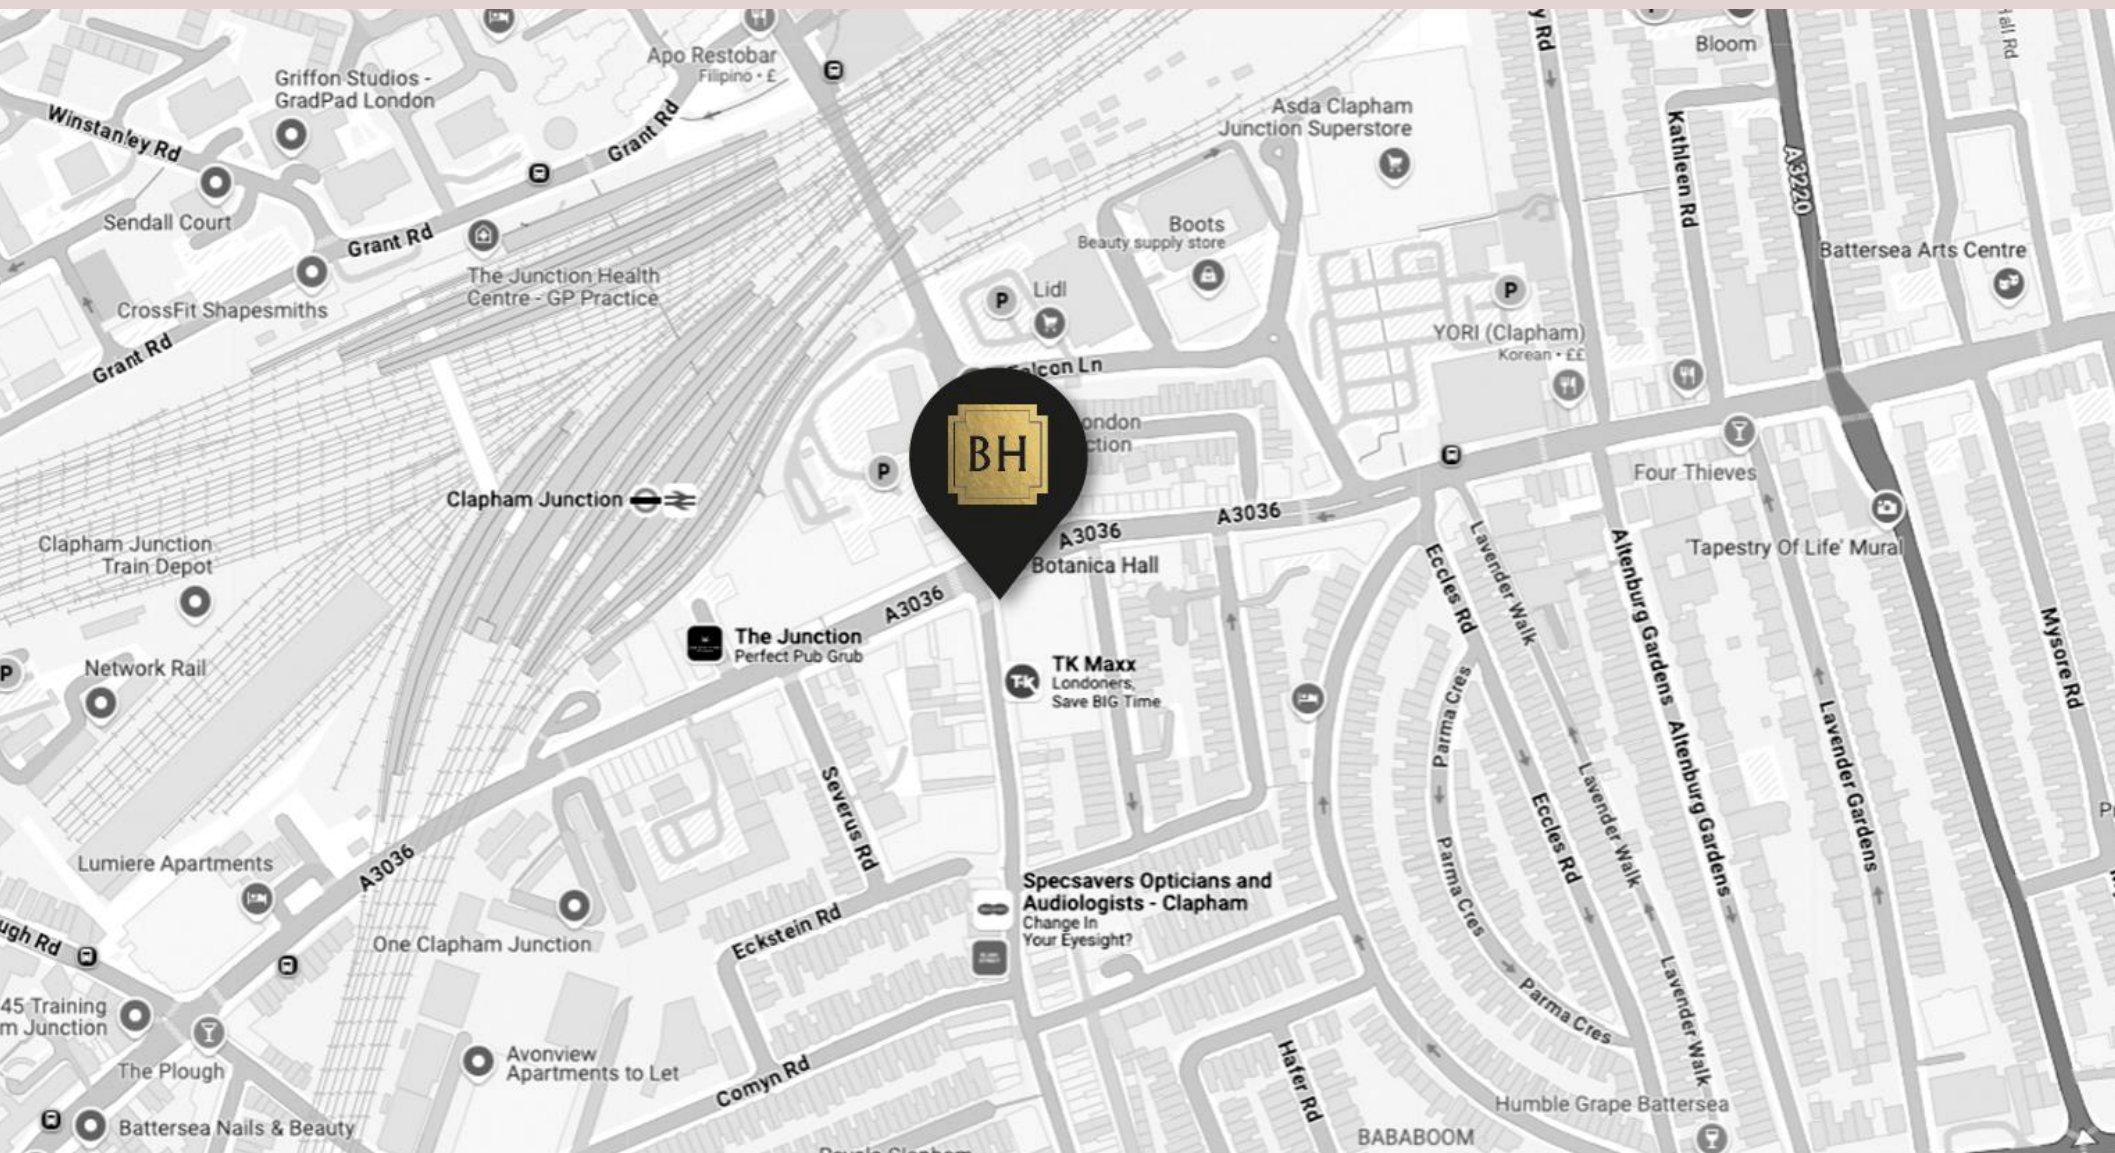 Apo Restobar
Filipino • £
Bloom
Griffon Studios -
GradPad London
Winstanley Rd
Grant Rd
Asda Clapham
Junction Superstore
Kathleen Rd
A3220
Sendall Court
Grant Rd
Boots
Beauty supply store
Battersea Arts Centre
The Junction Health
Centre - GP Practice
CrossFit Shapesmiths
Lidl
P
P
YORI (Clapham)
Korean • ££
Grant Rd
BH
Four Thieves
P
Clapham Junction
A3036
A3036
Clapham Junction
Train Depot
Botanica Hall
'Tapestry Of Life' Mural
Eccles Rd
Lavender Walk
Altenburg Gardens
A3036
The Junction
Perfect Pub Grub
TK Maxx
Londoners,
Save BIG Time
Mysore Rd
P
Network Rail
Parma Cres
Severus Rd
Eccles Rd
Lavender Walk
Altenburg Gardens
Lavender Gardens
Lumiere Apartments
A3036
Specsavers Opticians and
Audiologists - Clapham
Change In
Your Eyesight?
Parma Cres
Eckstein Rd
One Clapham Junction
Lavender Walk
45 Training
Junction
Parma Cres
The Plough
Avonview
Apartments to Let
Comyn Rd
Hafer Rd
Humble Grape Battersea
Battersea Nails & Beauty
BABABOOM